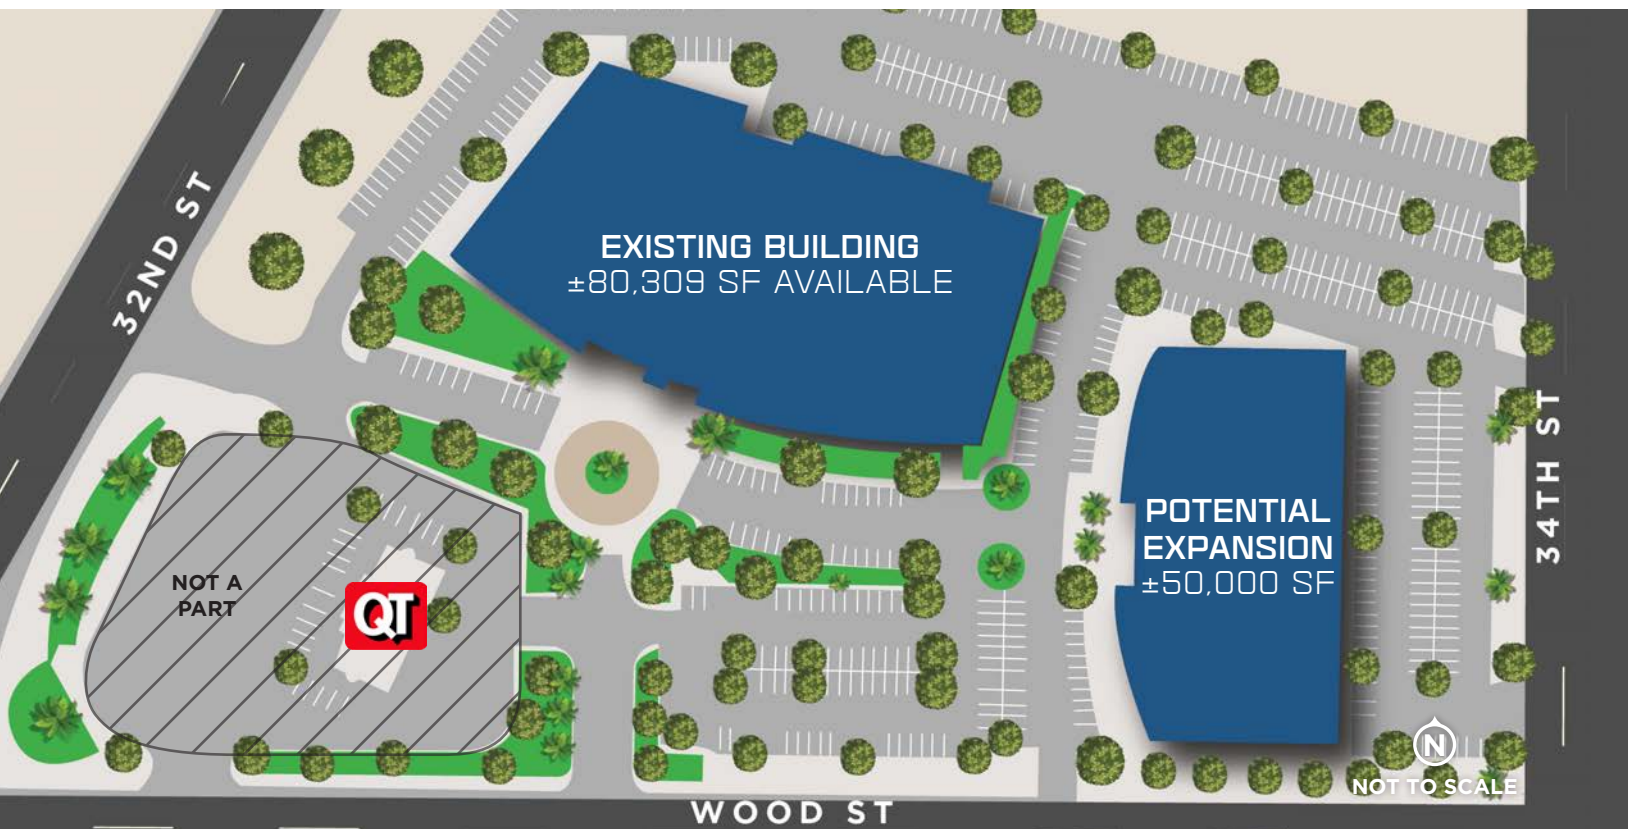 32ND ST
EXISTING BUILDING
±80,309 SF AVAILABLE
34TH ST
POTENTIAL
EXPANSION
±50,000 SF
NOT A
PART
QT
N
NOT TO SCALE
WOOD ST